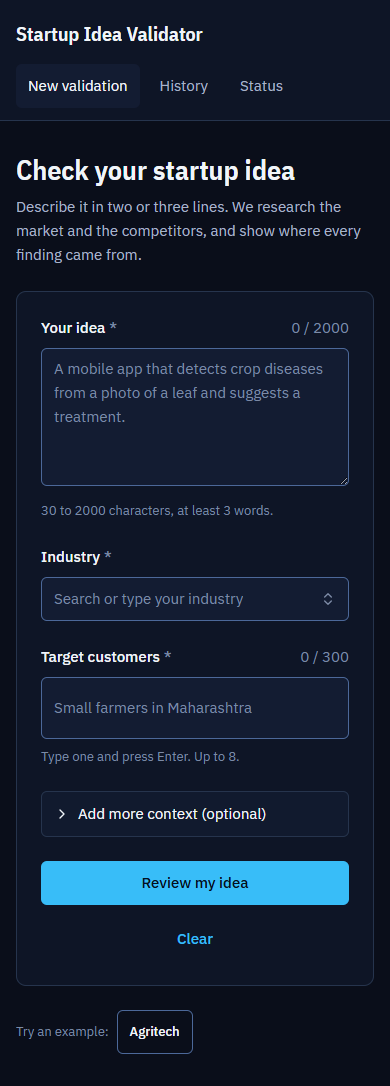 Startup Idea Validator
New validation History Status
Check your startup idea
Describe it in two or three lines. We research the
market and the competitors, and show where every
finding came from.
Your idea * 0 / 2000
A mobile app that detects crop diseases
from a photo of a leaf and suggests a
treatment.
30 to 2000 characters, at least 3 words.
Industry *
Search or type your industry
Target customers * 0 / 300
Small farmers in Maharashtra
Type one and press Enter. Up to 8.
Add more context (optional)
Review my idea
Clear
Try an example: Agritech